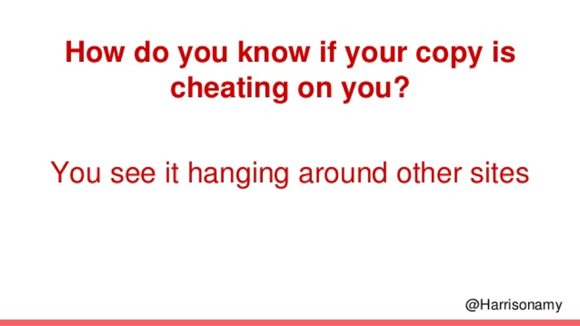 How do you know if your copy is
cheating on you?
You see it hanging around other sites
@Harrisonamy